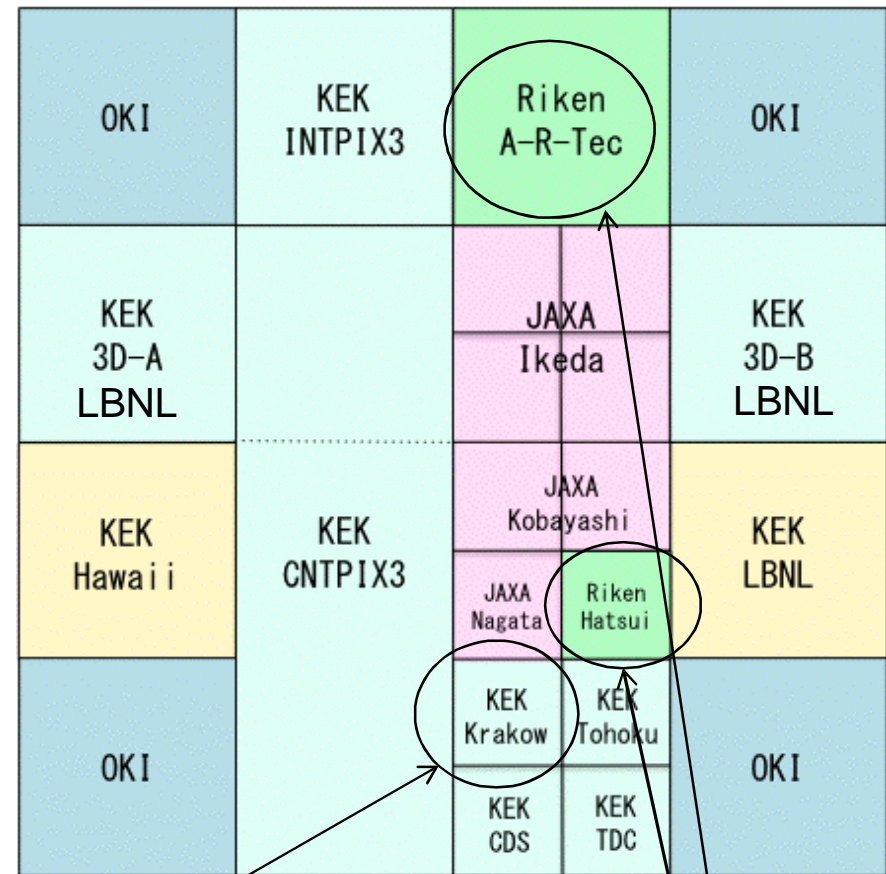 OKI
KEK
INTPIX3
Riken
A-R-Tec
OKI
KEK
3D-A
LBNL
JAXA
Ikeda
KEK
3D-B
LBNL
KEK
Hawaii
KEK
CNTPIX3
JAXA
Kobayashi
JAXA
Nagata
Riken
Hatsui
KEK
LBNL
OKI
KEK
Krakow
KEK
Tohoku
KEK
CDS
KEK
TDC
OKI